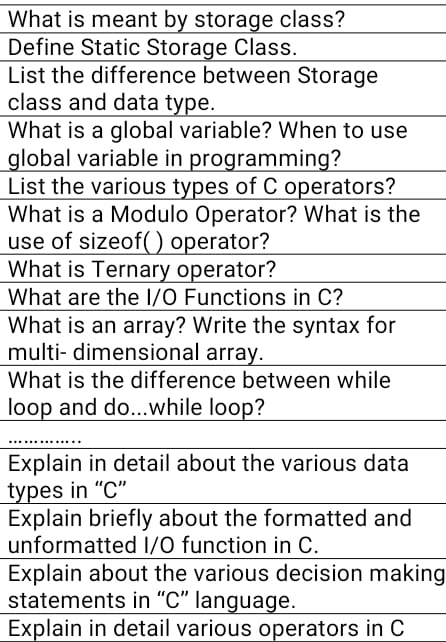 What is meant by storage class?
Define Static Storage Class.
List the difference between Storage
class and data type.
What is a global variable? When to use
global variable in programming?
List the various types of C operators?
What is a Modulo Operator? What is the
use of sizeof( ) operator?
What is Ternary operator?
What are the I/O Functions in C?
What is an array? Write the syntax for
multi- dimensional array.
What is the difference between while
loop and do...while loop?
…………..
Explain in detail about the various data
types in “C”
Explain briefly about the formatted and
unformatted I/O function in C.
Explain about the various decision making
statements in “C” language.
Explain in detail various operators in C